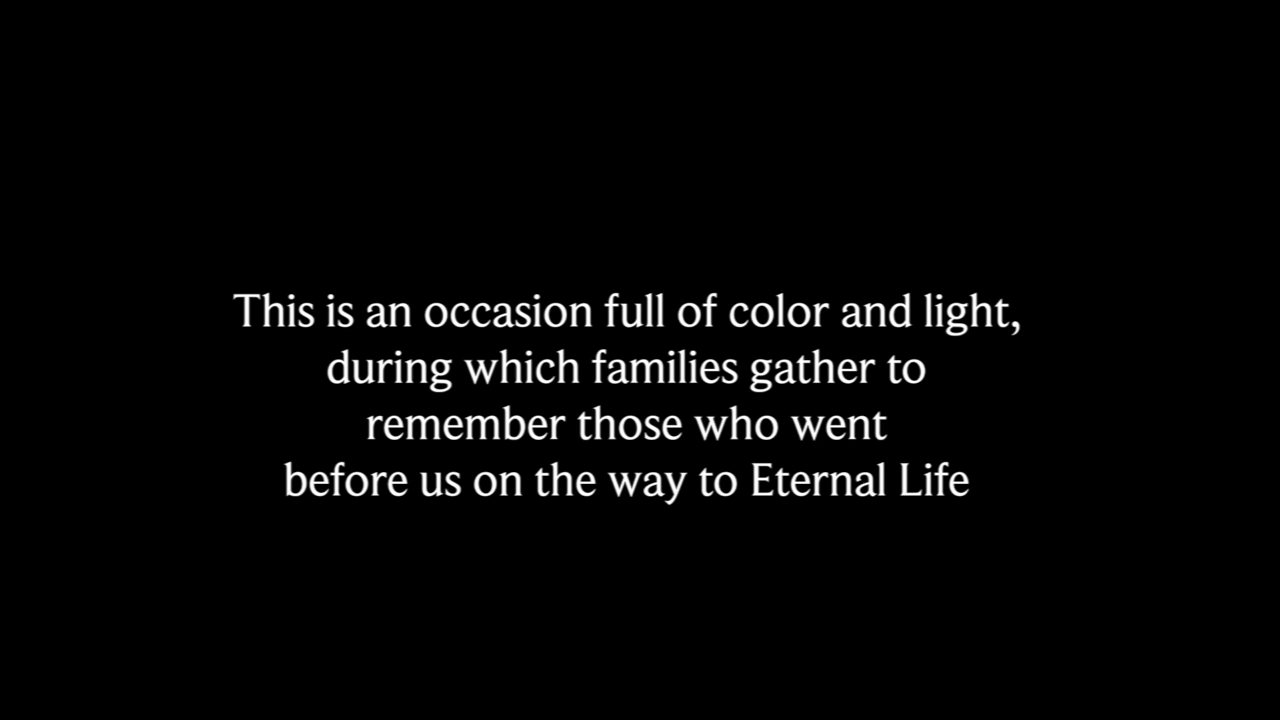 This is an occasion full of color and light,
during which families gather to
remember those who went
before us on the way to Eternal Life